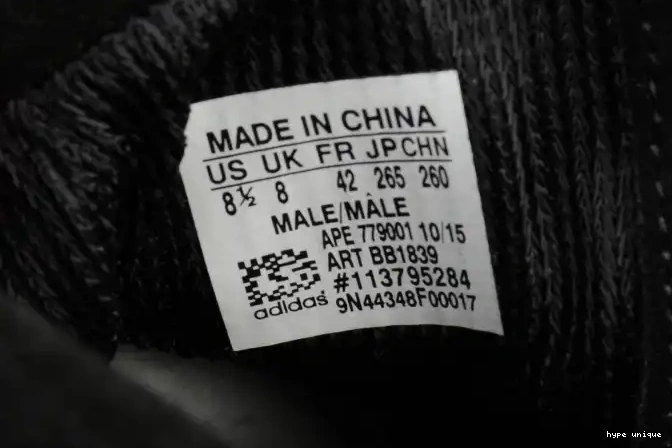 MADE IN CHINA
US UK FR JP CHN
8½ 8 42 265 260
MALE/MÂLE
APE 779001 10/15
ART BB1839
#113795284
adidas 9N44348F00017
hype unique